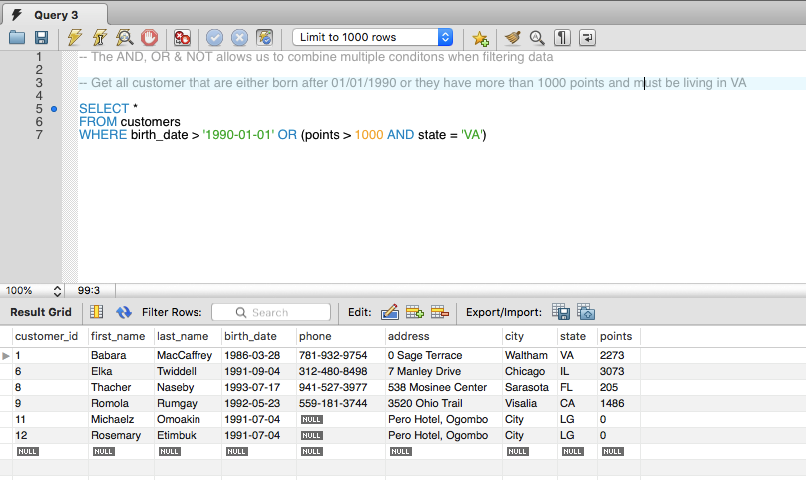 Query 3
Limit to 1000 rows
1 -- The AND, OR & NOT allows us to combine multiple conditons when filtering data
2
3 -- Get all customer that are either born after 01/01/1990 or they have more than 1000 points and must be living in VA
4
5 SELECT *
6 FROM customers
7 WHERE birth_date > '1990-01-01' OR (points > 1000 AND state = 'VA')
100% 99:3
Result Grid Filter Rows: Search Edit: Export/Import:
customer_id first_name last_name birth_date phone address city state points
1 Babara MacCaffrey 1986-03-28 781-932-9754 0 Sage Terrace Waltham VA 2273
6 Elka Twiddell 1991-09-04 312-480-8498 7 Manley Drive Chicago IL 3073
8 Thacher Naseby 1993-07-17 941-527-3977 538 Mosinee Center Sarasota FL 205
9 Romola Rumgay 1992-05-23 559-181-3744 3520 Ohio Trail Visalia CA 1486
11 Michaelz Omoakin 1991-07-04 NULL Pero Hotel, Ogombo City LG 0
12 Rosemary Etimbuk 1991-07-04 NULL Pero Hotel, Ogombo City LG 0
NULL NULL NULL NULL NULL NULL NULL NULL NULL